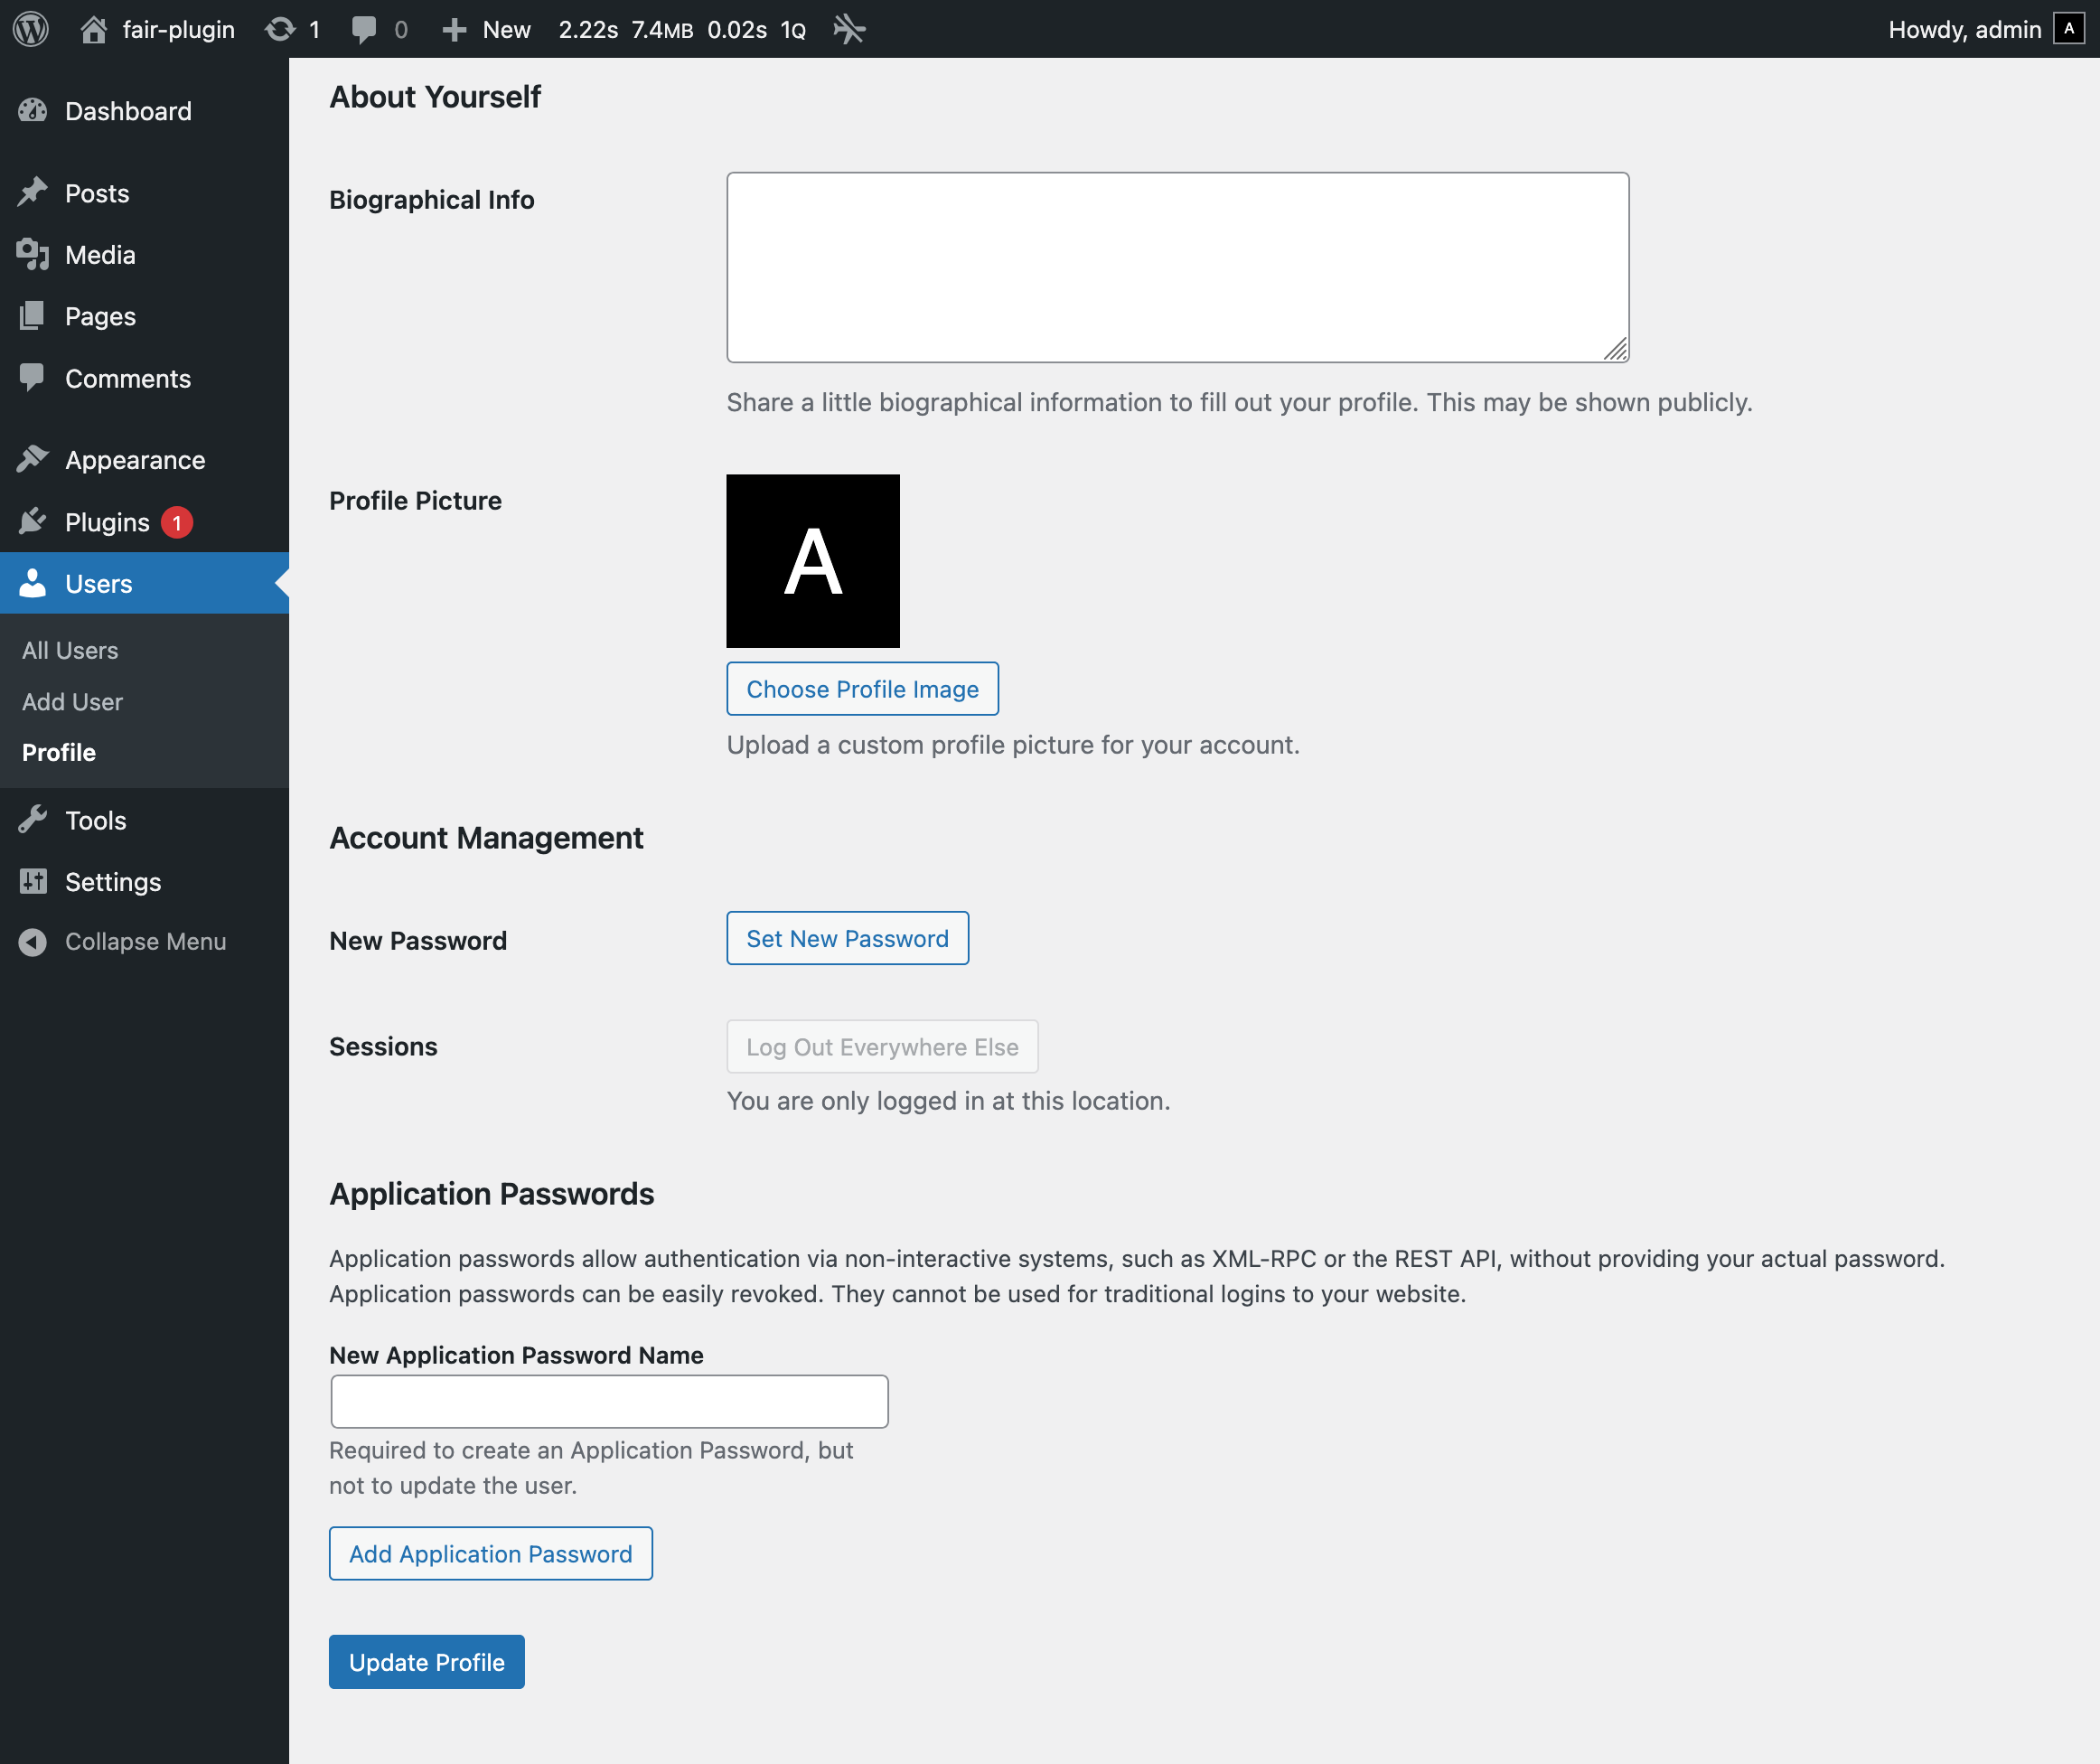 fair-plugin 1 0 New 2.22s 7.4MB 0.02s 1Q Howdy, admin A
Dashboard
Posts
Media
Pages
Comments
Appearance
Plugins 1
Users
All Users
Add User
Profile
Tools
Settings
Collapse Menu
About Yourself
Biographical Info
Share a little biographical information to fill out your profile. This may be shown publicly.
Profile Picture
A
Choose Profile Image
Upload a custom profile picture for your account.
Account Management
New Password
Set New Password
Sessions
Log Out Everywhere Else
You are only logged in at this location.
Application Passwords
Application passwords allow authentication via non-interactive systems, such as XML-RPC or the REST API, without providing your actual password.
Application passwords can be easily revoked. They cannot be used for traditional logins to your website.
New Application Password Name
Required to create an Application Password, but
not to update the user.
Add Application Password
Update Profile